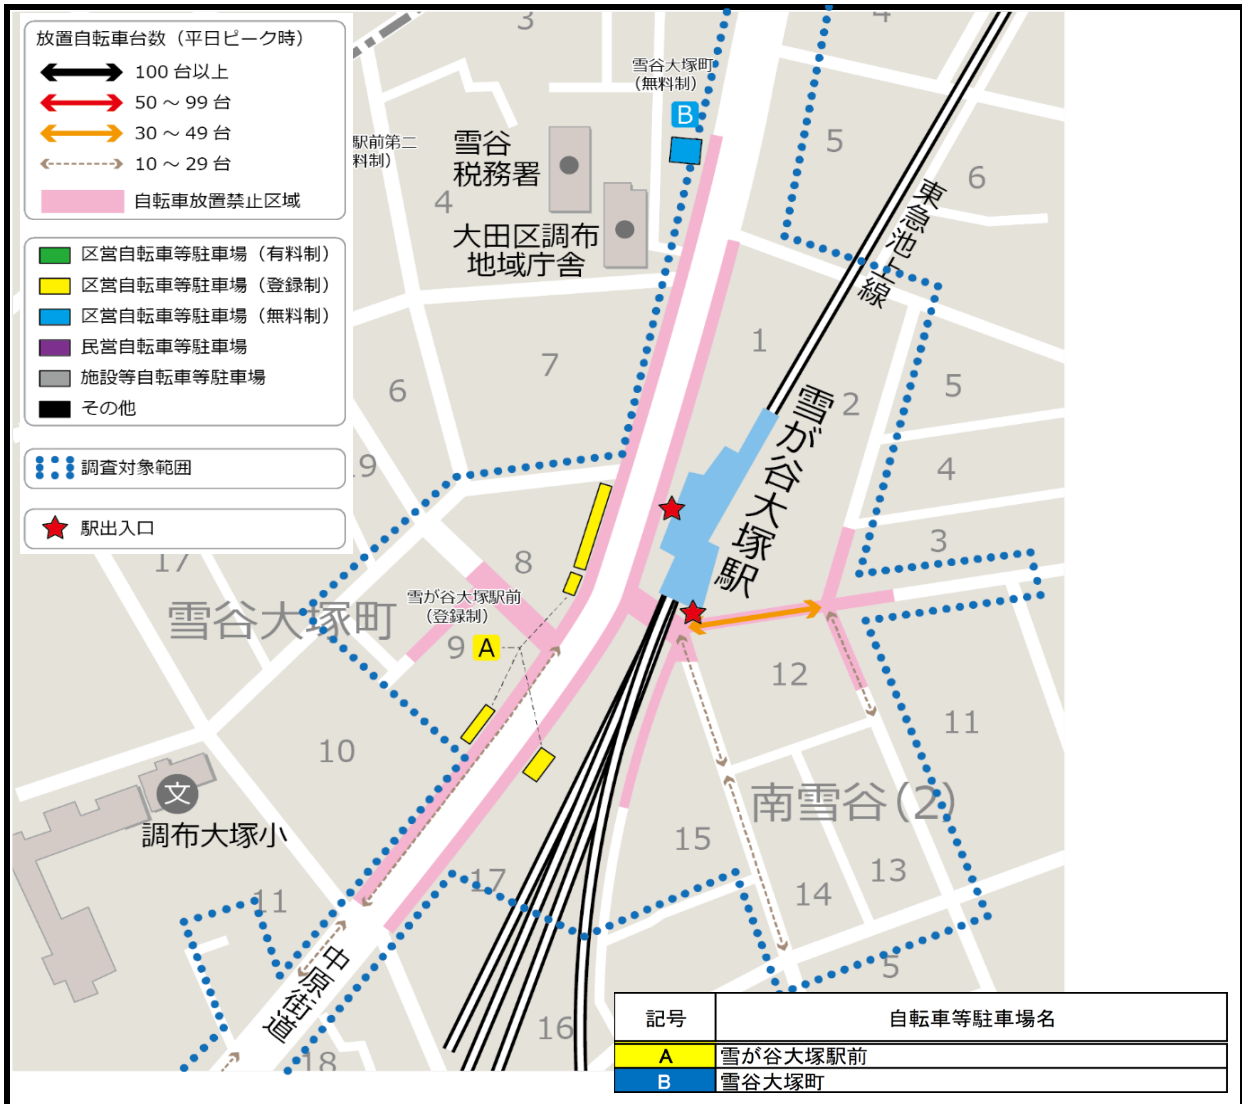 放置自転車台数（平日ピーク時）
100 台以上
50 ～ 99 台
30 ～ 49 台
10 ～ 29 台
自転車放置禁止区域
区営自転車等駐車場（有料制）
区営自転車等駐車場（登録制）
区営自転車等駐車場（無料制）
民営自転車等駐車場
施設等自転車等駐車場
その他
調査対象範囲
駅出入口
駅前第二
料制）
3
4
雪谷大塚町
（無料制）
B
5
6
雪谷
税務署
4
大田区調布
地域庁舎
東急池上線
1
7
2
6
5
雪が谷大塚駅
4
19
3
8
17
雪が谷大塚駅前
（登録制）
雪谷大塚町
9
A
12
11
10
文
調布大塚小
南雪谷(2)
15
13
14
17
11
5
中原街道
16
18
記号
自転車等駐車場名
A
雪が谷大塚駅前
B
雪谷大塚町